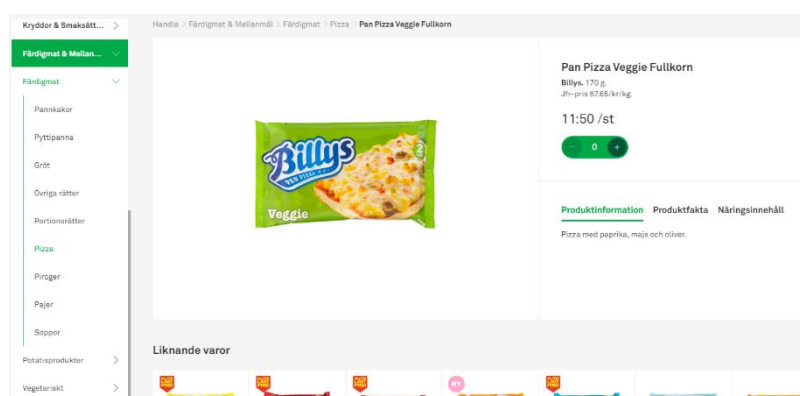 Kryddor & Smaksätt...
Färdigmat & Mellan...
Färdigmat
Pannkakor
Pyttipanna
Gröt
Övriga rätter
Portionsrätter
Pizza
Piroger
Pajer
Soppor
Potatisprodukter
Vegetariskt
Handla > Färdigmat & Mellanmål > Färdigmat > Pizza > Pan Pizza Veggie Fullkorn
Billys
PAN PIZZA
Veggie
Pan Pizza Veggie Fullkorn
Billys. 170 g.
Jfr-pris 67.65/kr/kg.
11:50 /st
- 0 +
Produktinformation Produktfakta Näringsinnehåll
Pizza med paprika, majs och oliver.
Liknande varor
NY